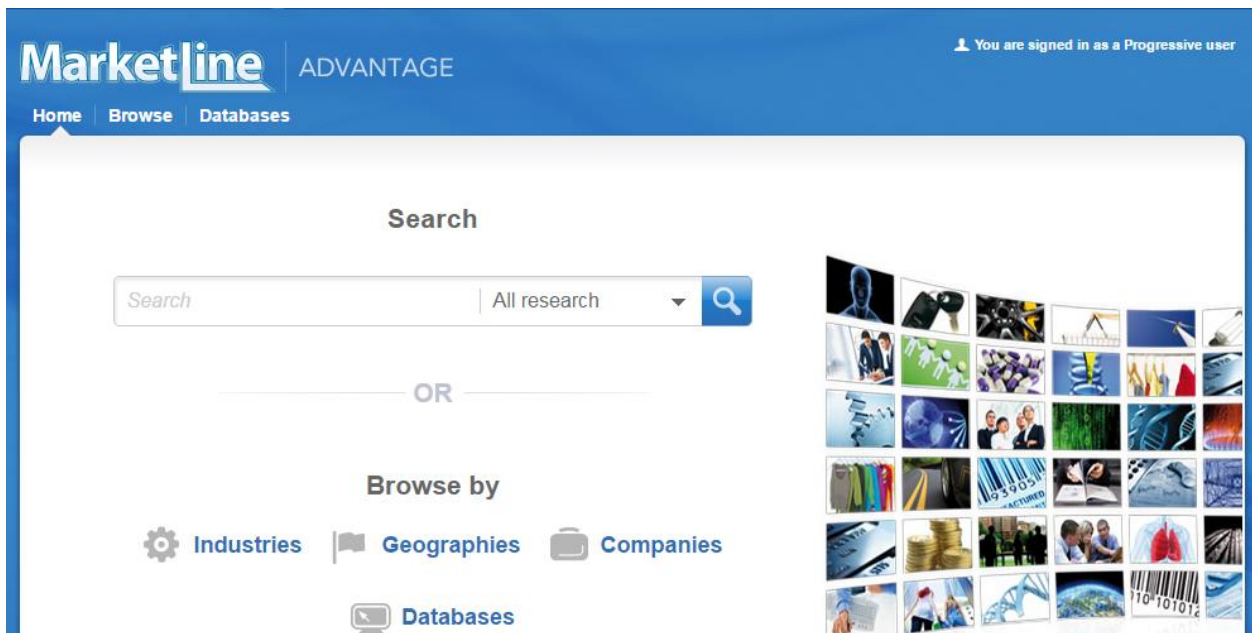 Marketline ADVANTAGE
You are signed in as a Progressive user
Home Browse Databases
Search
Search All research
OR
Browse by
Industries Geographies Companies
Databases
93905